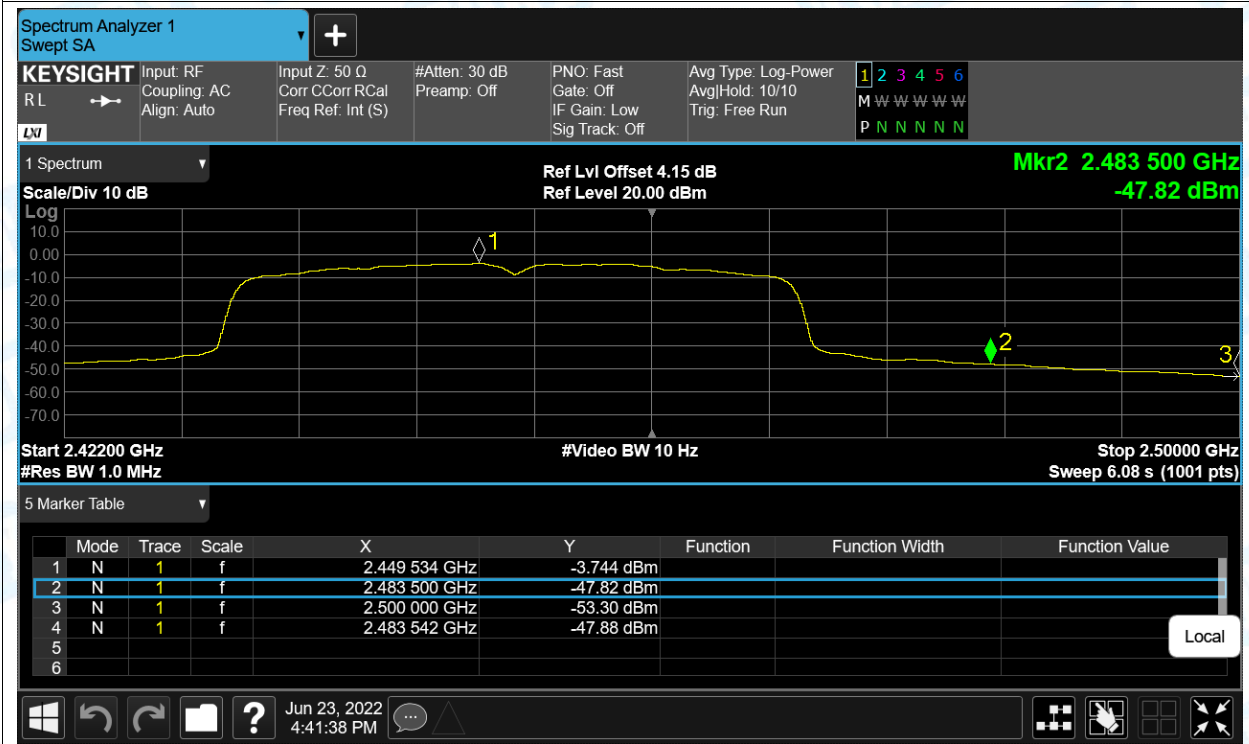 Spectrum Analyzer 1
Swept SA
KEYSIGHT
R L
LXI
Input: RF
Coupling: AC
Align: Auto
Input Z: 50 Ω
Corr CCorr RCal
Freq Ref: Int (S)
#Atten: 30 dB
Preamp: Off
PNO: Fast
Gate: Off
IF Gain: Low
Sig Track: Off
Avg Type: Log-Power
Avg|Hold: 10/10
Trig: Free Run
1 2 3 4 5 6
M W W W W W
P N N N N N
1 Spectrum
Scale/Div 10 dB
Ref Lvl Offset 4.15 dB
Ref Level 20.00 dBm
Mkr2 2.483 500 GHz
-47.82 dBm
Log
10.0
0.00
-10.0
-20.0
-30.0
-40.0
-50.0
-60.0
-70.0
1
2
3
Start 2.42200 GHz
#Res BW 1.0 MHz
#Video BW 10 Hz
Stop 2.50000 GHz
Sweep 6.08 s (1001 pts)
5 Marker Table
Mode Trace Scale X Y Function Function Width Function Value
1 N 1 f 2.449 534 GHz -3.744 dBm
2 N 1 f 2.483 500 GHz -47.82 dBm
3 N 1 f 2.500 000 GHz -53.30 dBm
4 N 1 f 2.483 542 GHz -47.88 dBm
5
6
Local
?
Jun 23, 2022
4:41:38 PM